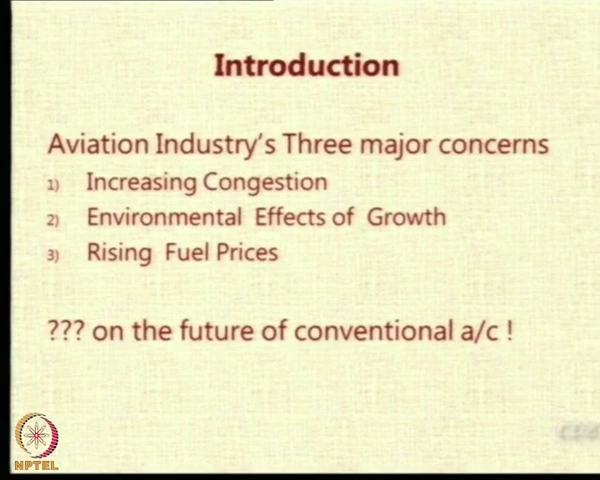 Introduction
Aviation Industry's Three major concerns
1) Increasing Congestion
2) Environmental Effects of Growth
3) Rising Fuel Prices
??? on the future of conventional a/c !
NPTEL